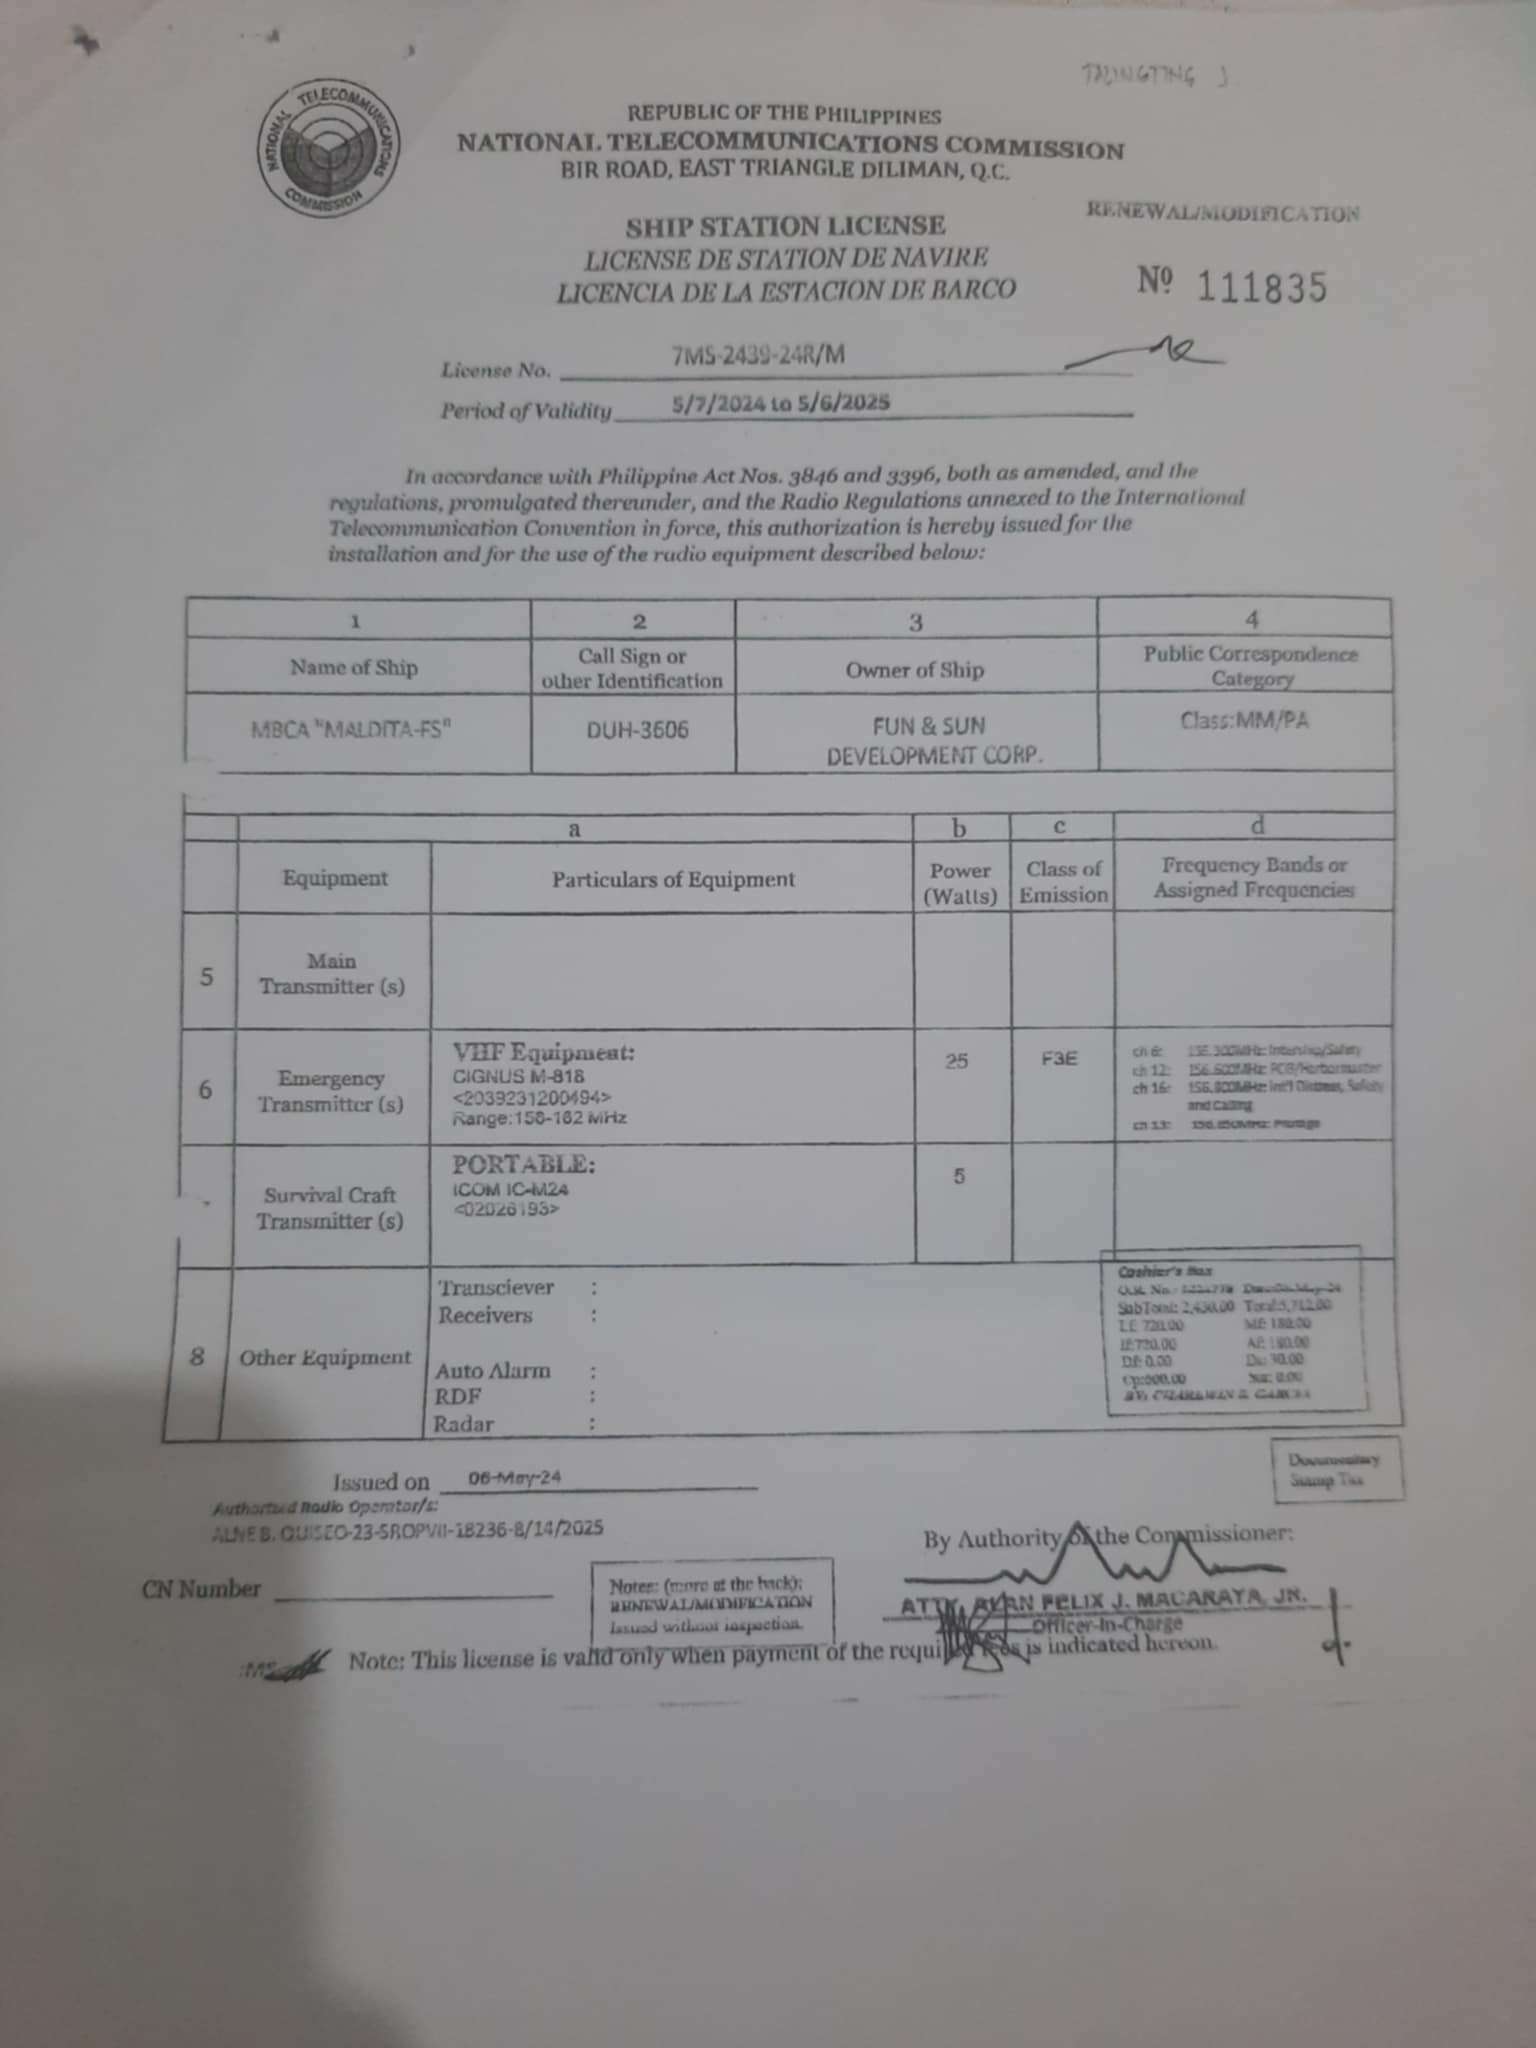 TALINGTING J.
NATIONAL TELECOMMUNICATIONS COMMISSION
REPUBLIC OF THE PHILIPPINES
NATIONAL TELECOMMUNICATIONS COMMISSION
BIR ROAD, EAST TRIANGLE DILIMAN, Q.C.
RENEWAL/MODIFICATION
SHIP STATION LICENSE
LICENSE DE STATION DE NAVIRE
LICENCIA DE LA ESTACION DE BARCO
Nº 111835
License No. 7MS-2439-24R/M
Period of Validity 5/7/2024 to 5/6/2025
In accordance with Philippine Act Nos. 3846 and 3396, both as amended, and the
regulations, promulgated thereunder, and the Radio Regulations annexed to the International
Telecommunication Convention in force, this authorization is hereby issued for the
installation and for the use of the radio equipment described below:
1 2 3 4
Name of Ship
Call Sign or
other Identification
Owner of Ship
Public Correspondence
Category
MBCA "MALDITA-FS"
DUH-3606
FUN & SUN
DEVELOPMENT CORP.
Class:MM/PA
a b c d
Equipment
Particulars of Equipment
Power
(Watts)
Class of
Emission
Frequency Bands or
Assigned Frequencies
5
Main
Transmitter (s)
6
Emergency
Transmitter (s)
VHF Equipment:
CIGNUS M-818
<2039231200494>
Range:156-162 MHz
25
F3E
ch 6: 156.300MHz: Intership/Safety
ch 12: 156.600MHz: PCG/Harbormaster
ch 16: 156.800MHz: Int'l Distress, Safety
and Calling
Survival Craft
Transmitter (s)
PORTABLE:
ICOM IC-M24
<02026193>
5
8
Other Equipment
Transciever :
Receivers :
Auto Alarm :
RDF :
Radar :
Cashier's Box
O.R. No.: Date:06-May-24
SubTotal: 2,430.00 Total:5,712.00
LF: 720.00 MF: 180.00
IF:720.00 AF: 180.00
DF: 0.00 Ds: 30.00
Sur: 0.00
Documentary
Stamp Tax
Issued on 06-May-24
Authorized Radio Operator/s:
ALNE B. QUISEO-23-SROPVII-18236-8/14/2025
CN Number
Notes: (more at the back):
RENEWAL/MODIFICATION
Issued without inspection.
By Authority of the Commissioner:
ATTY. ALAN FELIX J. MACARAYA, JR.
Officer-In-Charge
Note: This license is valid only when payment of the required fees is indicated hereon.